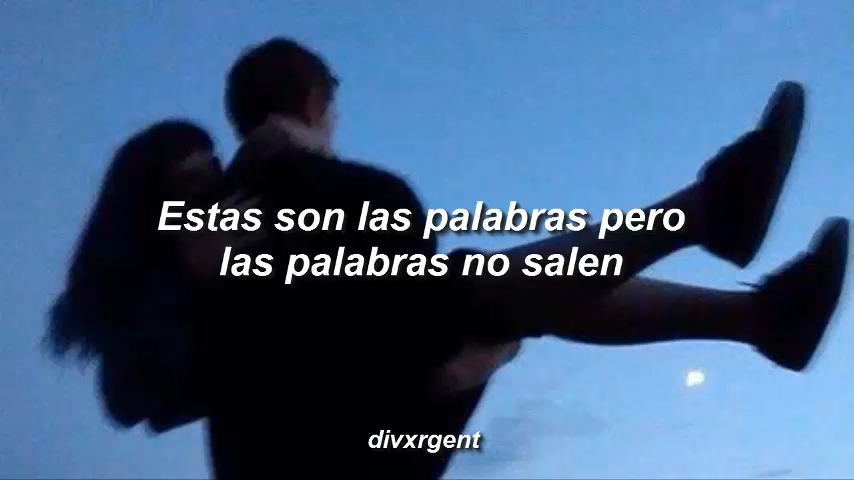 Estas son las palabras pero
las palabras no salen
divxrgent